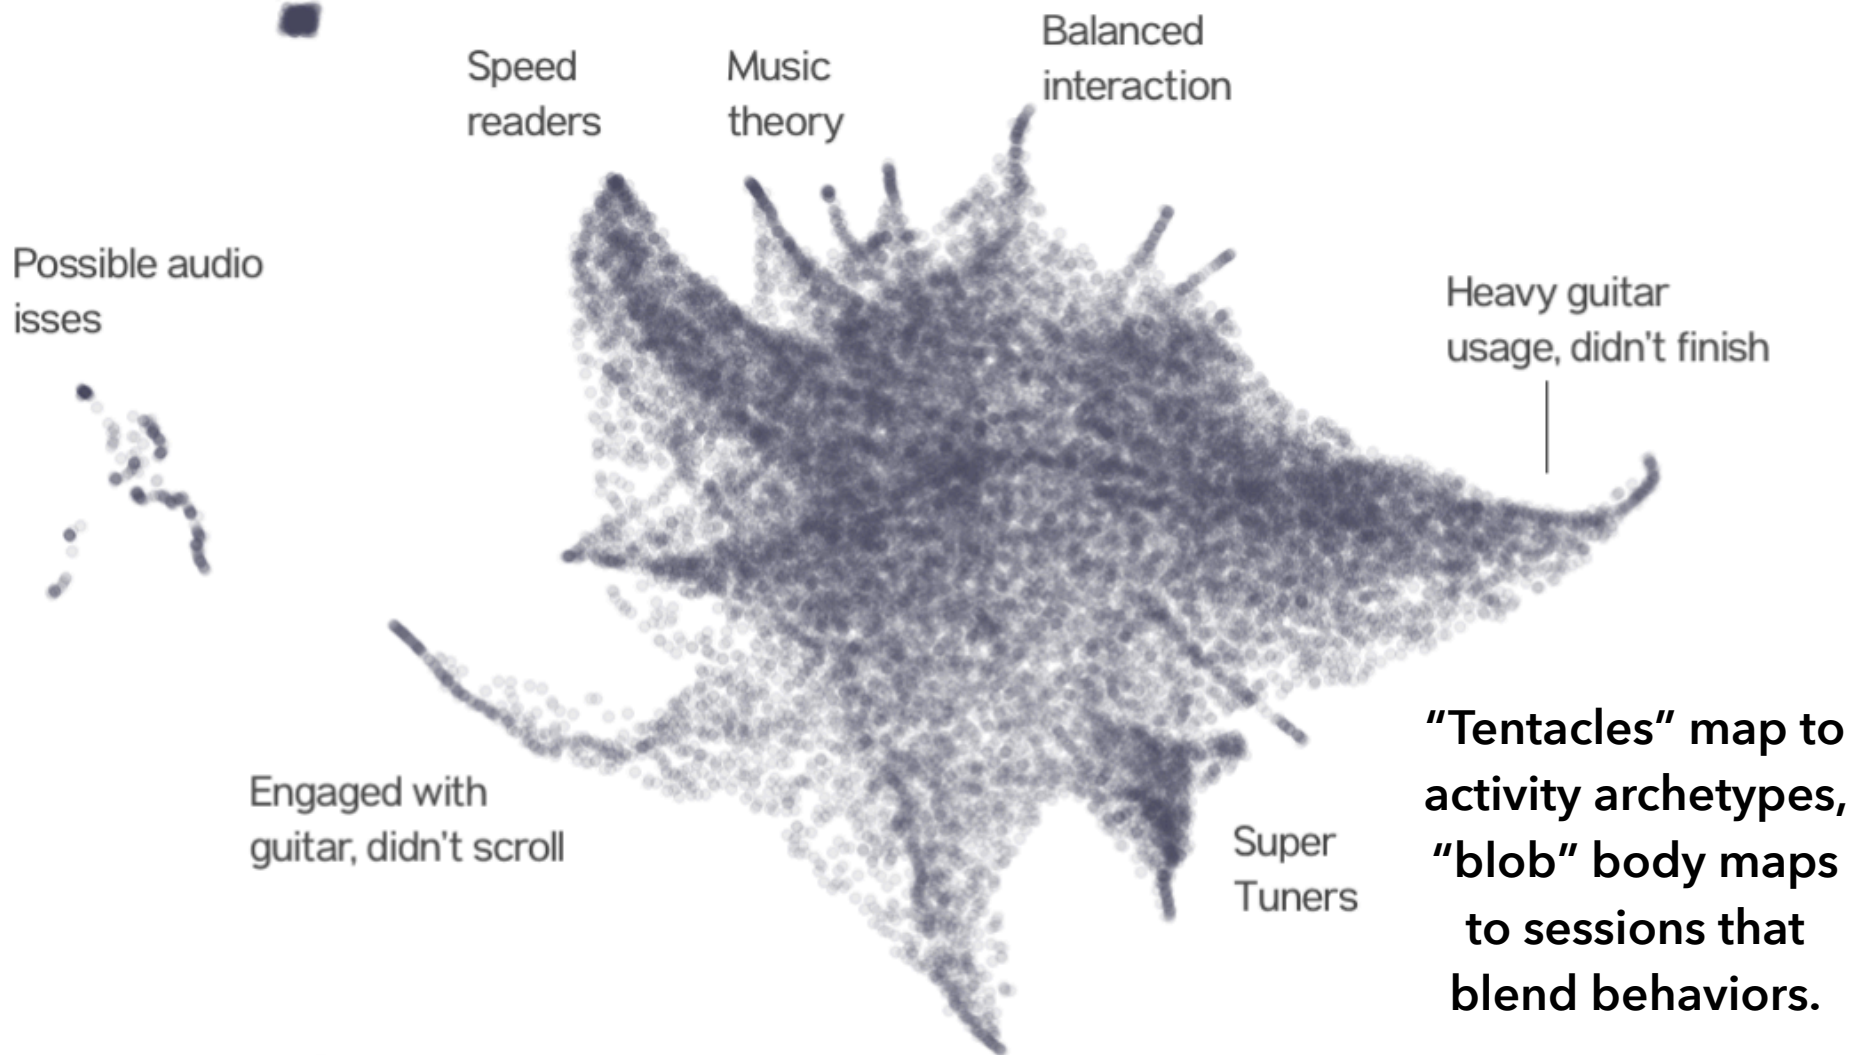 Speed
readers
Music
theory
Balanced
interaction
Possible audio
isses
Heavy guitar
usage, didn't finish
Engaged with
guitar, didn't scroll
Super
Tuners
“Tentacles” map to
activity archetypes,
“blob” body maps
to sessions that
blend behaviors.